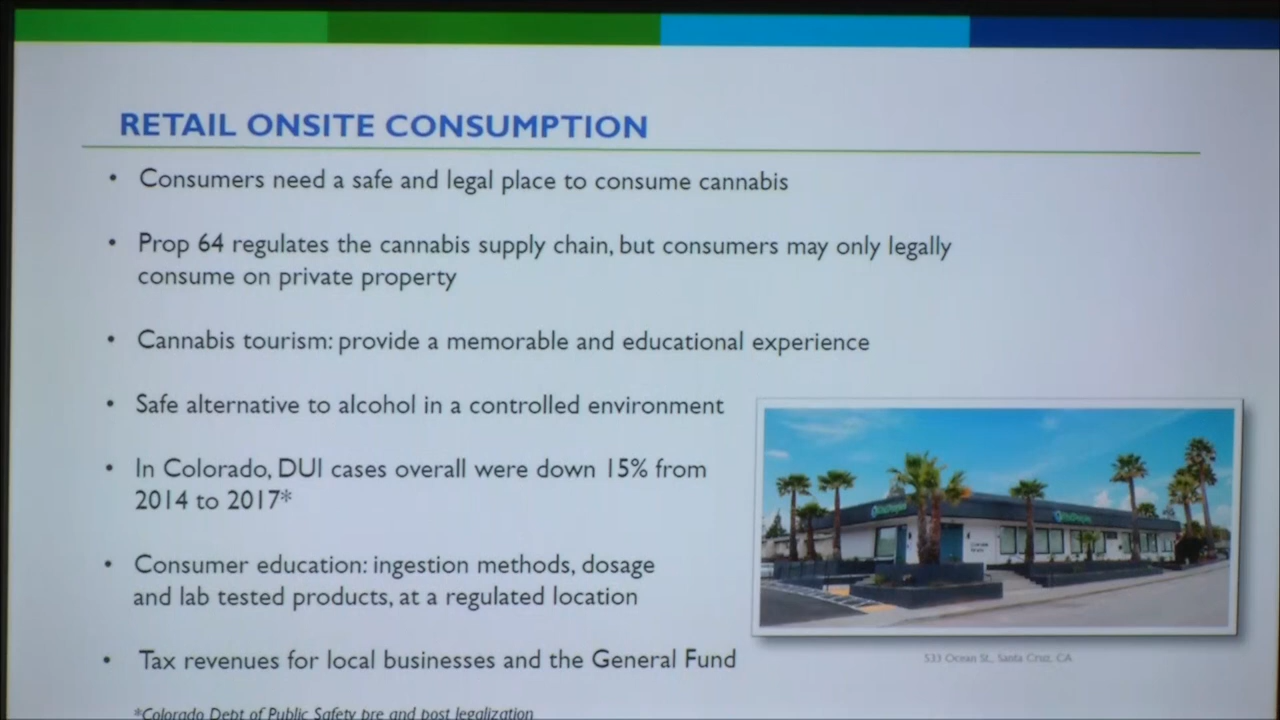 RETAIL ONSITE CONSUMPTION
• Consumers need a safe and legal place to consume cannabis
• Prop 64 regulates the cannabis supply chain, but consumers may only legally
consume on private property
• Cannabis tourism: provide a memorable and educational experience
• Safe alternative to alcohol in a controlled environment
• In Colorado, DUI cases overall were down 15% from
2014 to 2017*
• Consumer education: ingestion methods, dosage
and lab tested products, at a regulated location
• Tax revenues for local businesses and the General Fund
533 Ocean St., Santa Cruz, CA
*Colorado Dept of Public Safety pre and post legalization